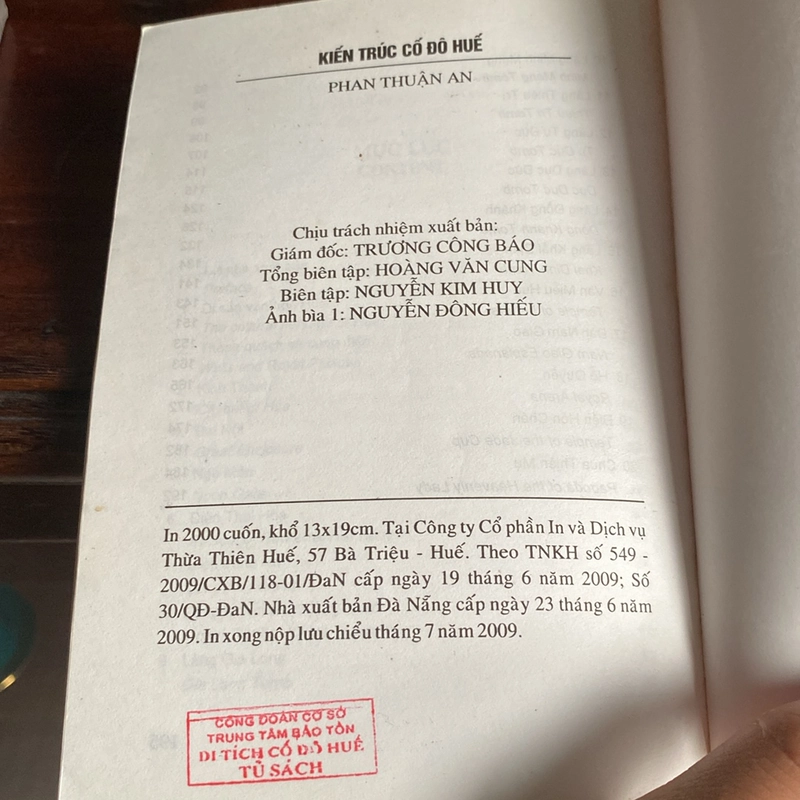 KIẾN TRÚC CỐ ĐÔ HUẾ
PHAN THUẬN AN
Chịu trách nhiệm xuất bản:
Giám đốc: TRƯƠNG CÔNG BÁO
Tổng biên tập: HOÀNG VĂN CUNG
Biên tập: NGUYỄN KIM HUY
Ảnh bìa 1: NGUYỄN ĐÔNG HIẾU
In 2000 cuốn, khổ 13x19cm. Tại Công ty Cổ phần In và Dịch vụ
Thừa Thiên Huế, 57 Bà Triệu - Huế. Theo TNKH số 549 -
2009/CXB/118-01/ĐaN cấp ngày 19 tháng 6 năm 2009; Số
30/QĐ-ĐaN. Nhà xuất bản Đà Nẵng cấp ngày 23 tháng 6 năm
2009. In xong nộp lưu chiểu tháng 7 năm 2009.
CÔNG ĐOÀN CƠ SỞ
TRUNG TÂM BẢO TỒN
DI TÍCH CỐ ĐÔ HUẾ
TỦ SÁCH